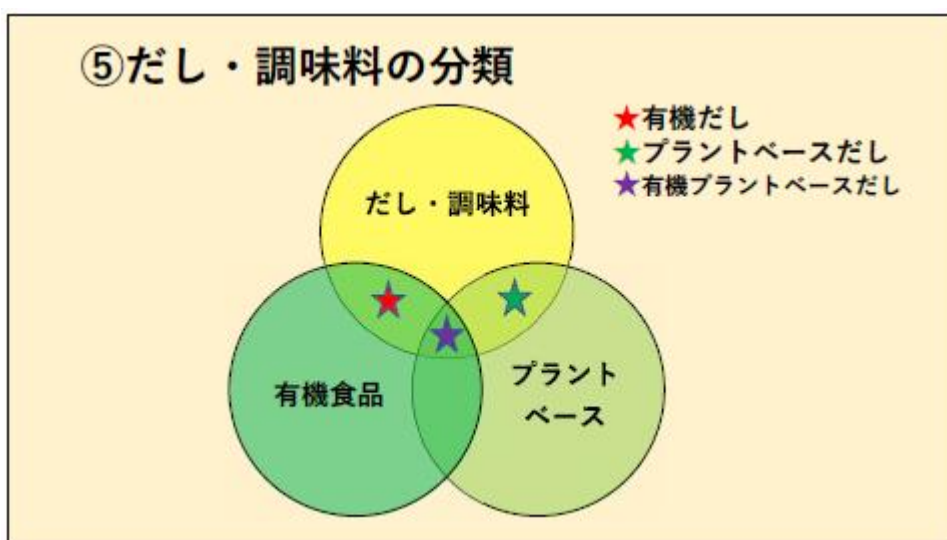 ⑤だし・調味料の分類
★有機だし
★プラントベースだし
★有機プラントベースだし
だし・調味料
有機食品
プラント
ベース